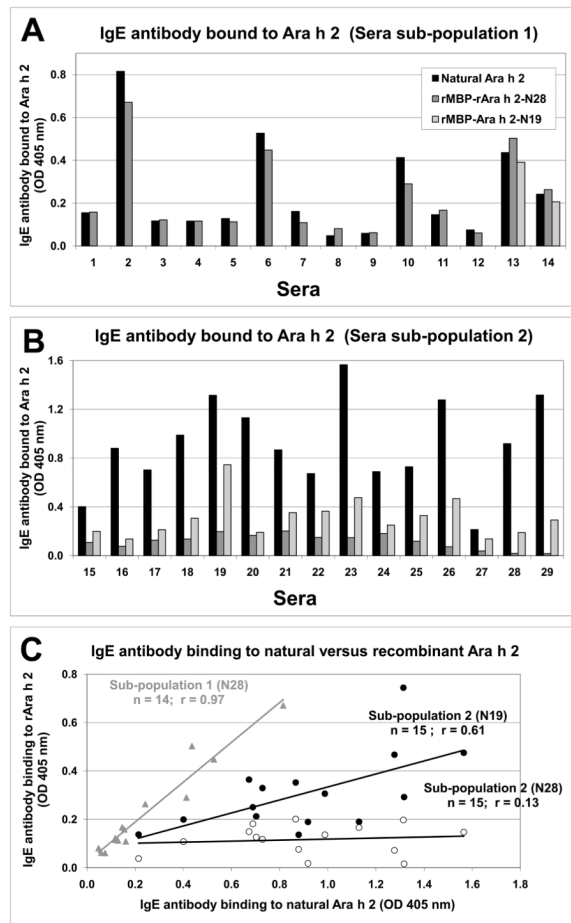 A
IgE antibody bound to Ara h 2 (Sera sub-population 1)
IgE antibody bound to Ara h 2
(OD 405 nm)
0.8
0.6
0.4
0.2
0.0
Natural Ara h 2
rMBP-rAra h 2-N28
rMBP-Ara h 2-N19
1 2 3 4 5 6 7 8 9 10 11 12 13 14
Sera
B
IgE antibody bound to Ara h 2 (Sera sub-population 2)
IgE antibody bound to Ara h 2
(OD 405 nm)
1.6
1.2
0.8
0.4
0.0
15 16 17 18 19 20 21 22 23 24 25 26 27 28 29
Sera
C
IgE antibody binding to natural versus recombinant Ara h 2
IgE antibody binding to rAra h 2
(OD 405 nm)
0.8
0.6
0.4
0.2
0.0
Sub-population 1 (N28)
n = 14; r = 0.97
Sub-population 2 (N19)
n = 15 ; r = 0.61
Sub-population 2 (N28)
n = 15; r = 0.13
0.0 0.2 0.4 0.6 0.8 1.0 1.2 1.4 1.6 1.8
IgE antibody binding to natural Ara h 2 (OD 405 nm)